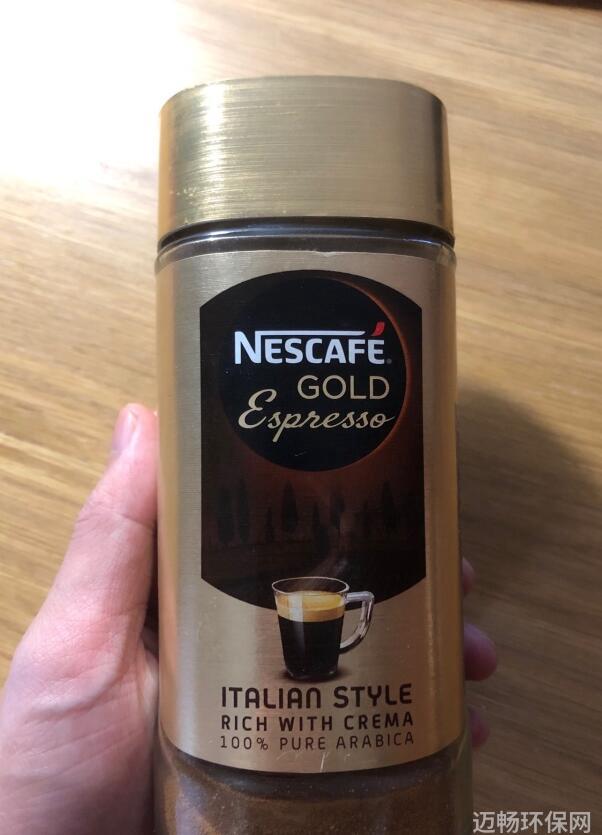 NESCAFÉ
GOLD
Espresso
ITALIAN STYLE
RICH WITH CREMA
100% PURE ARABICA
迈畅环保网